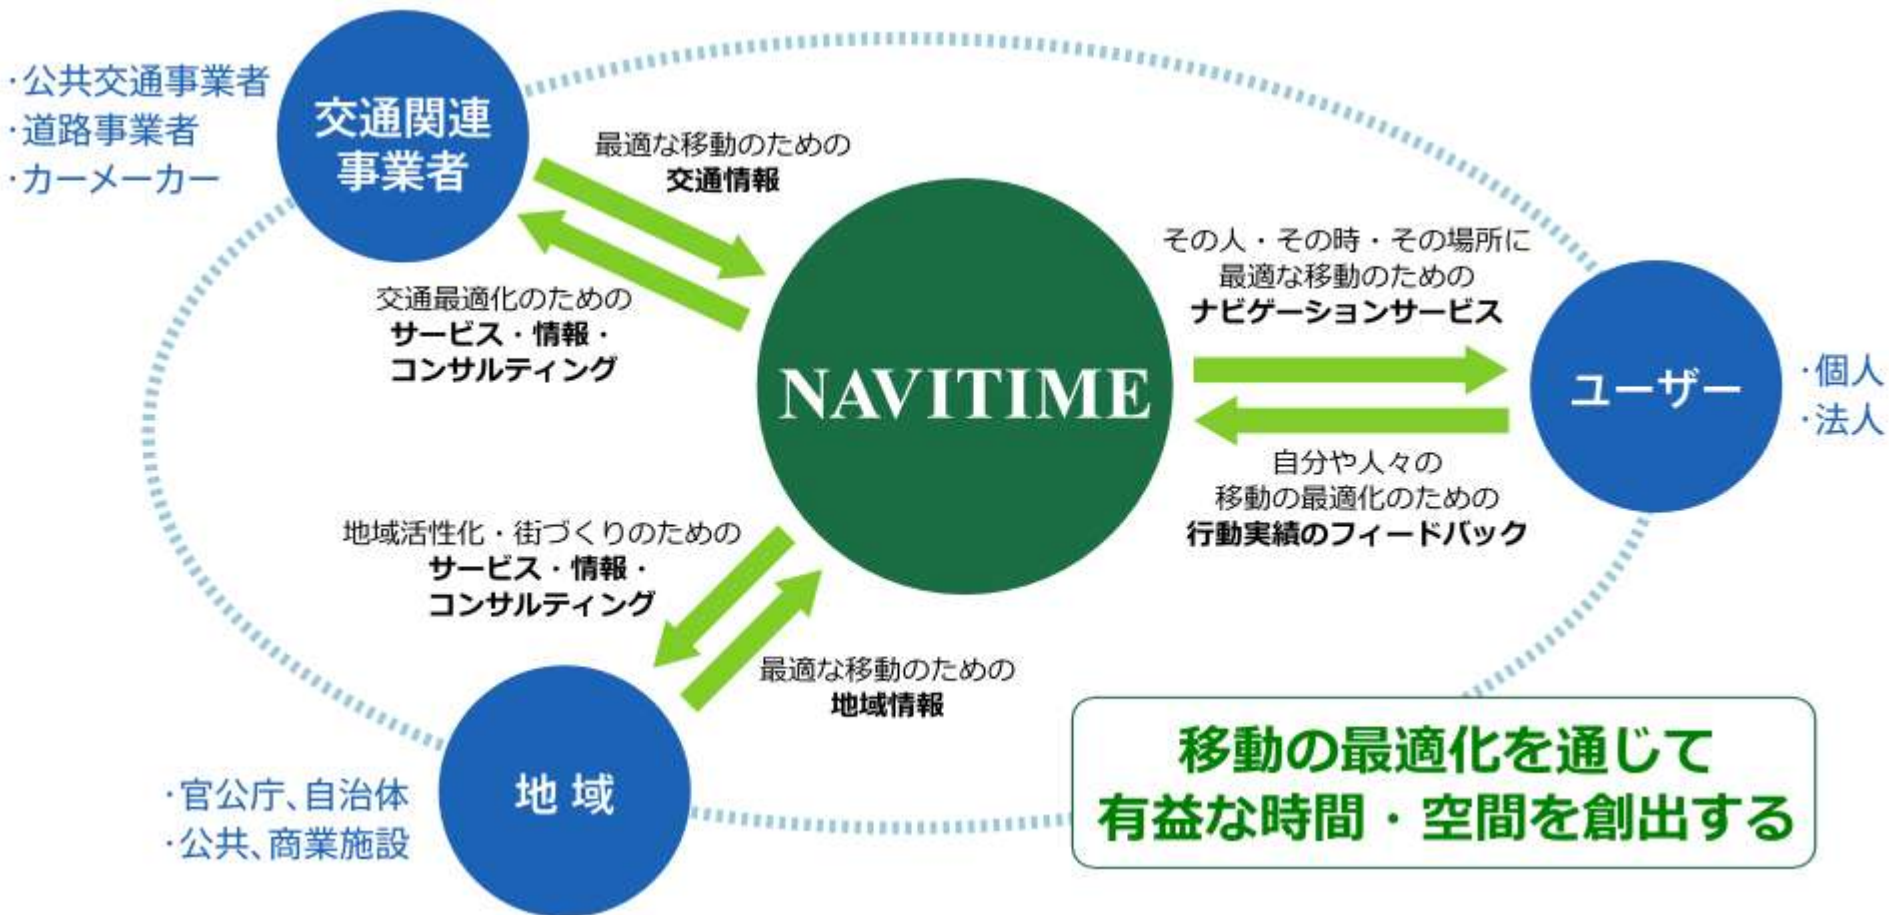 ・公共交通事業者
・道路事業者
・カーメーカー
交通関連
事業者
最適な移動のための
交通情報
交通最適化のための
サービス・情報・
コンサルティング
NAVITIME
その人・その時・その場所に
最適な移動のための
ナビゲーションサービス
ユーザー
・個人
・法人
自分や人々の
移動の最適化のための
行動実績のフィードバック
地域活性化・街づくりのための
サービス・情報・
コンサルティング
最適な移動のための
地域情報
地 域
・官公庁、自治体
・公共、商業施設
移動の最適化を通じて
有益な時間・空間を創出する